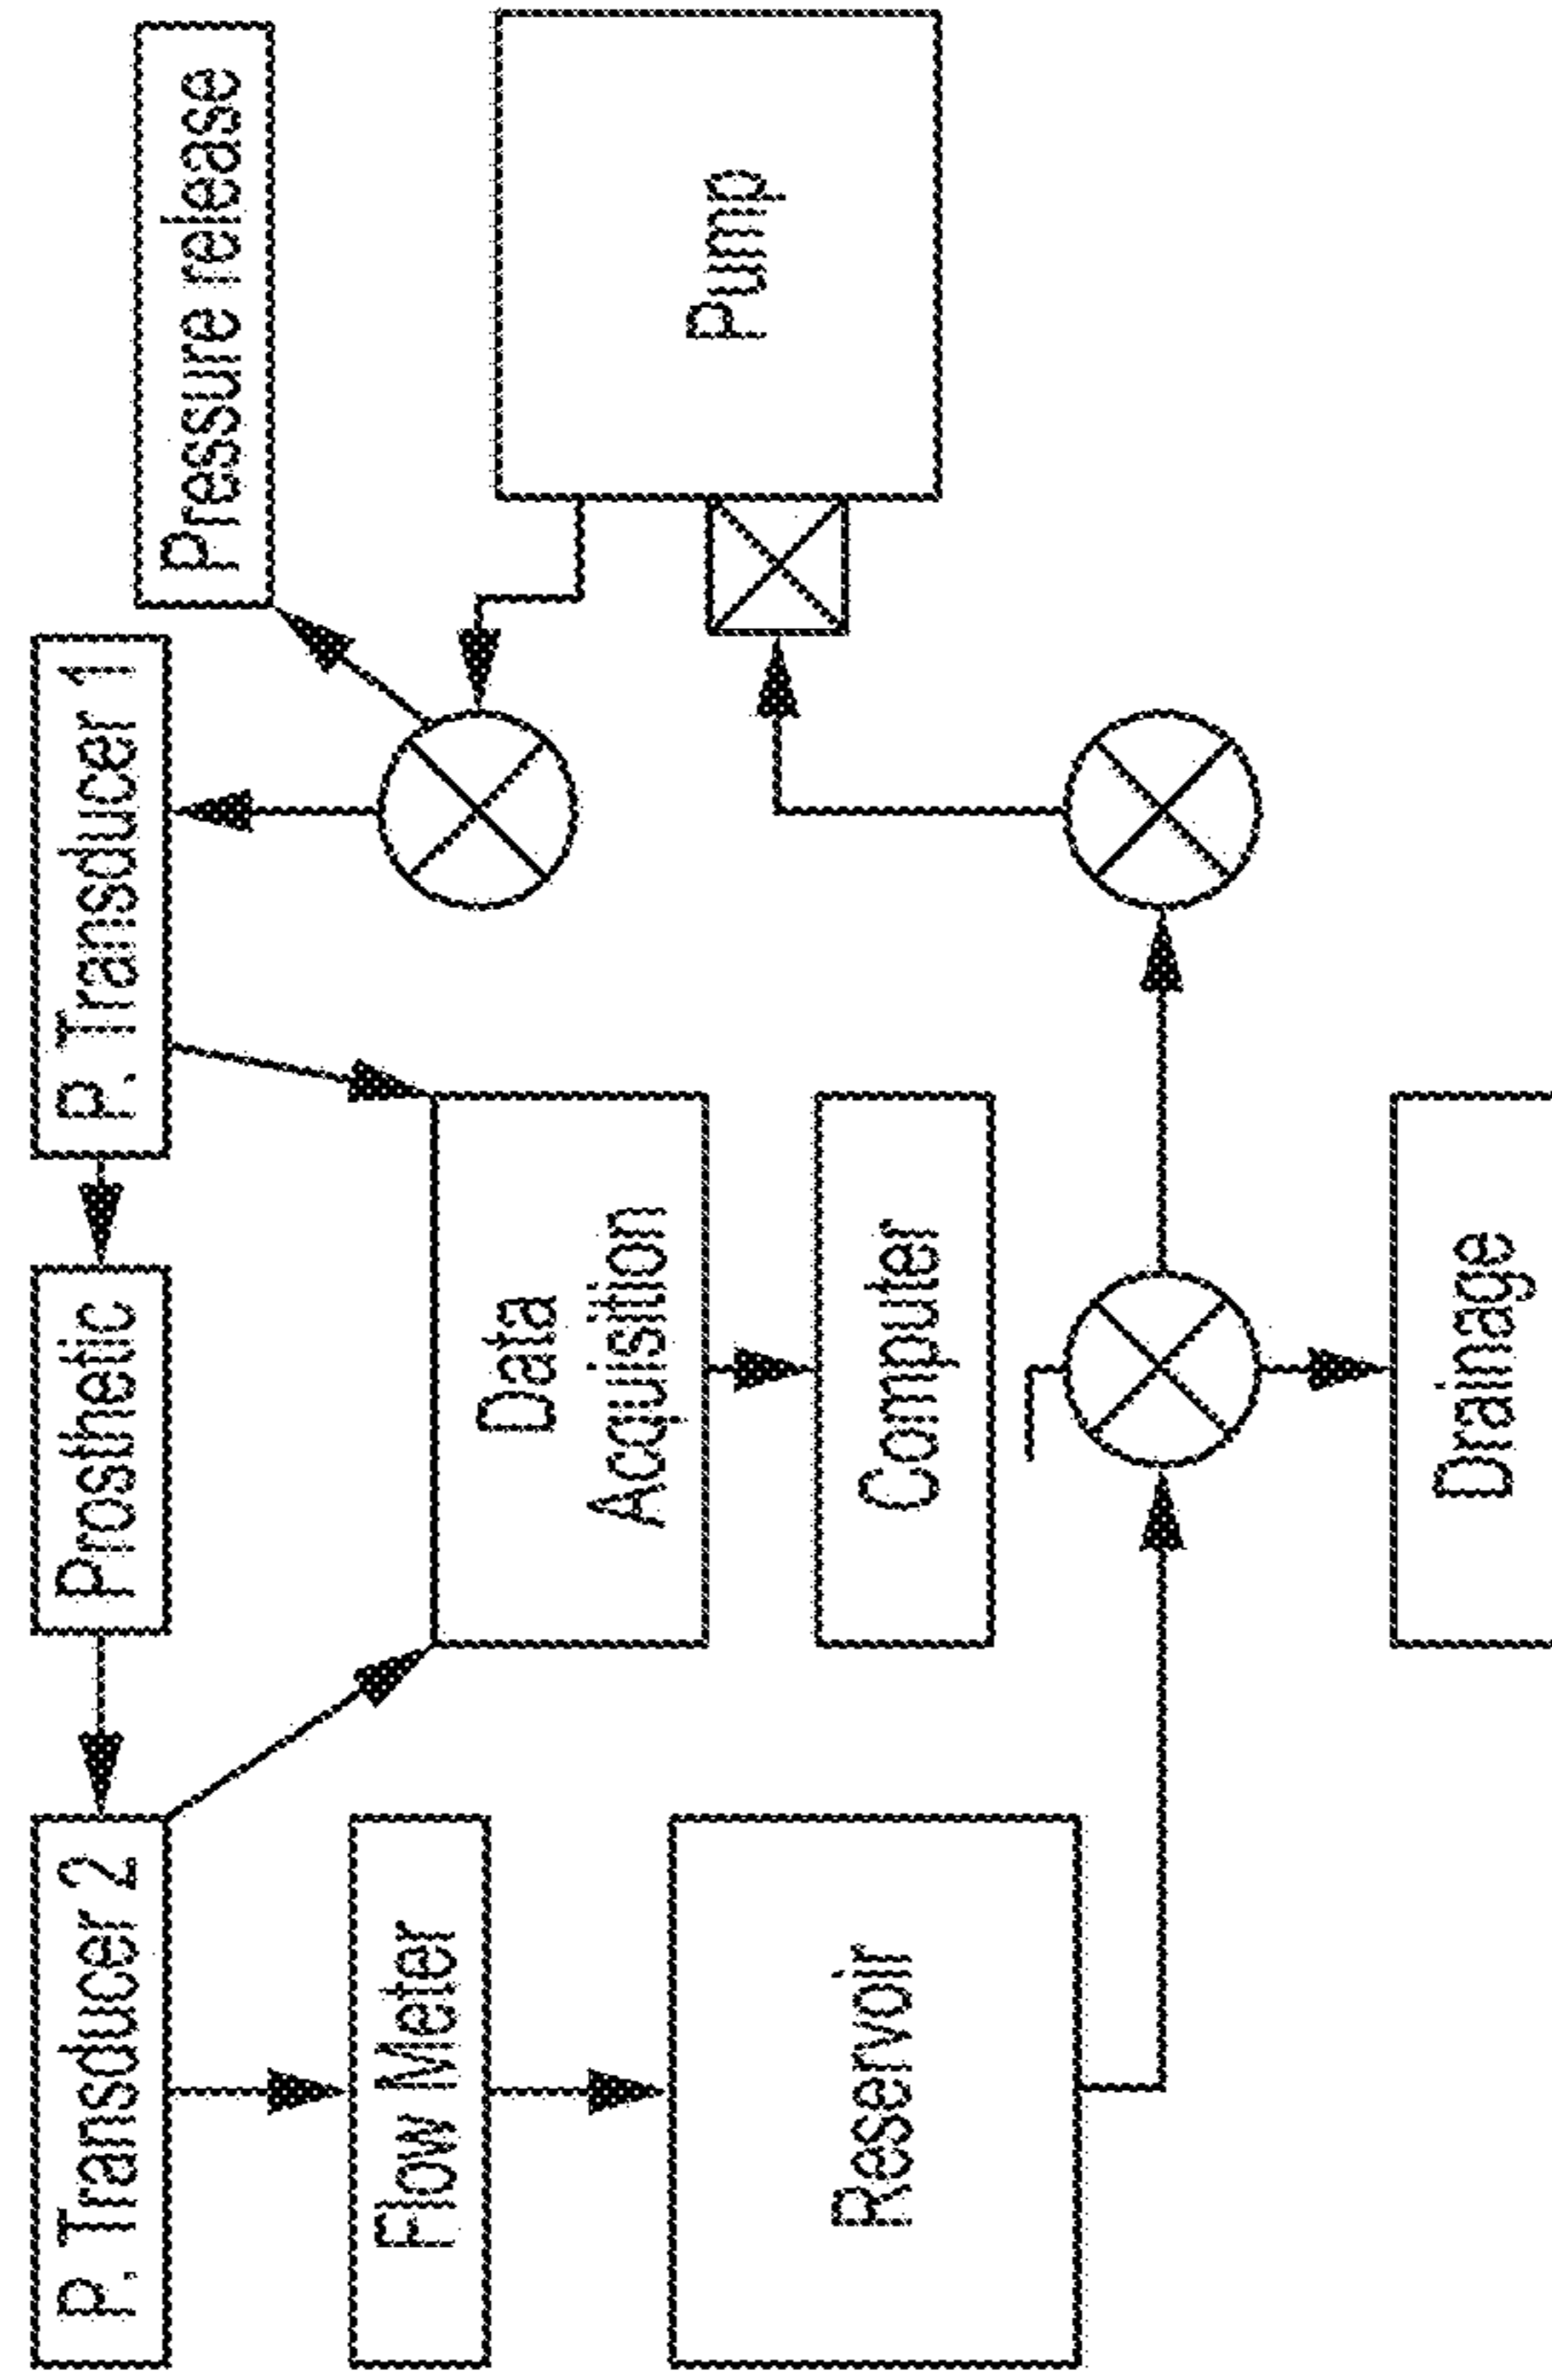 P. Transducer 2
Prosthetic
P. Transducer 1
Pressure release
Flow Meter
Data
Acquisition
Pump
Reservoir
Computer
Drainage